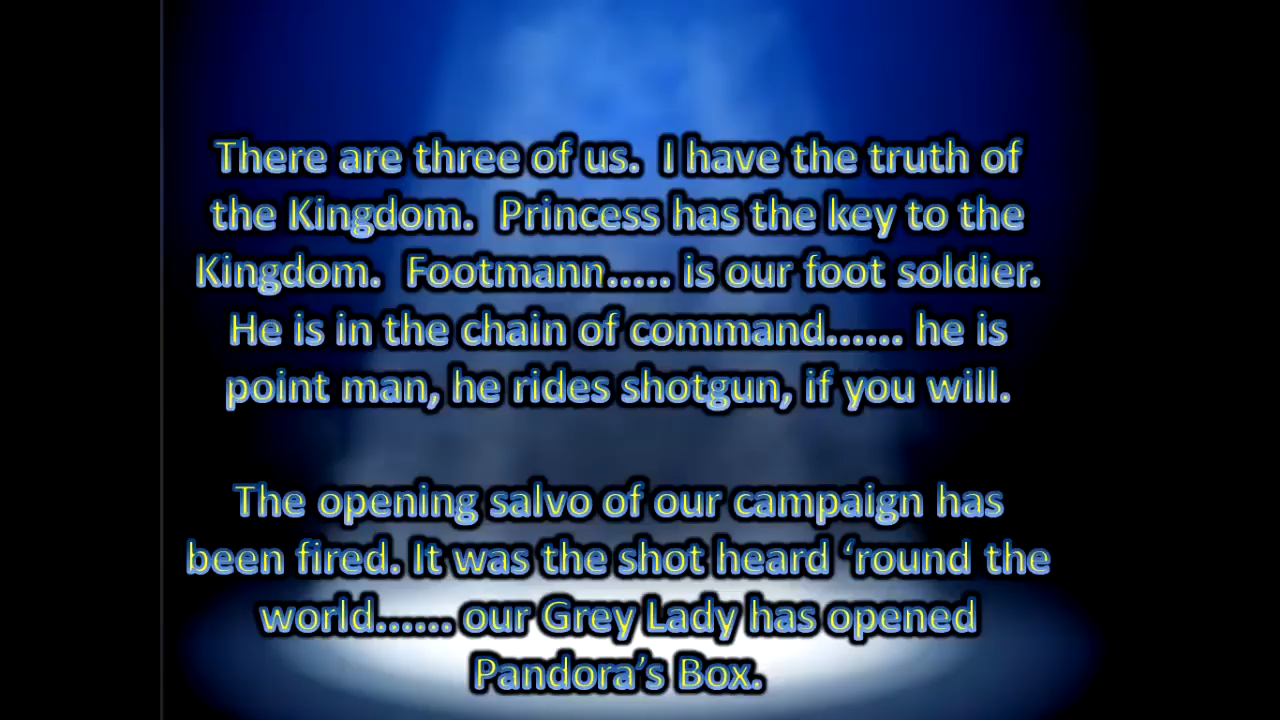 There are three of us.  I have the truth of
the Kingdom.  Princess has the key to the
Kingdom.  Footmann..... is our foot soldier.
He is in the chain of command...... he is
point man, he rides shotgun, if you will.
The opening salvo of our campaign has
been fired. It was the shot heard ‘round the
world...... our Grey Lady has opened
Pandora’s Box.